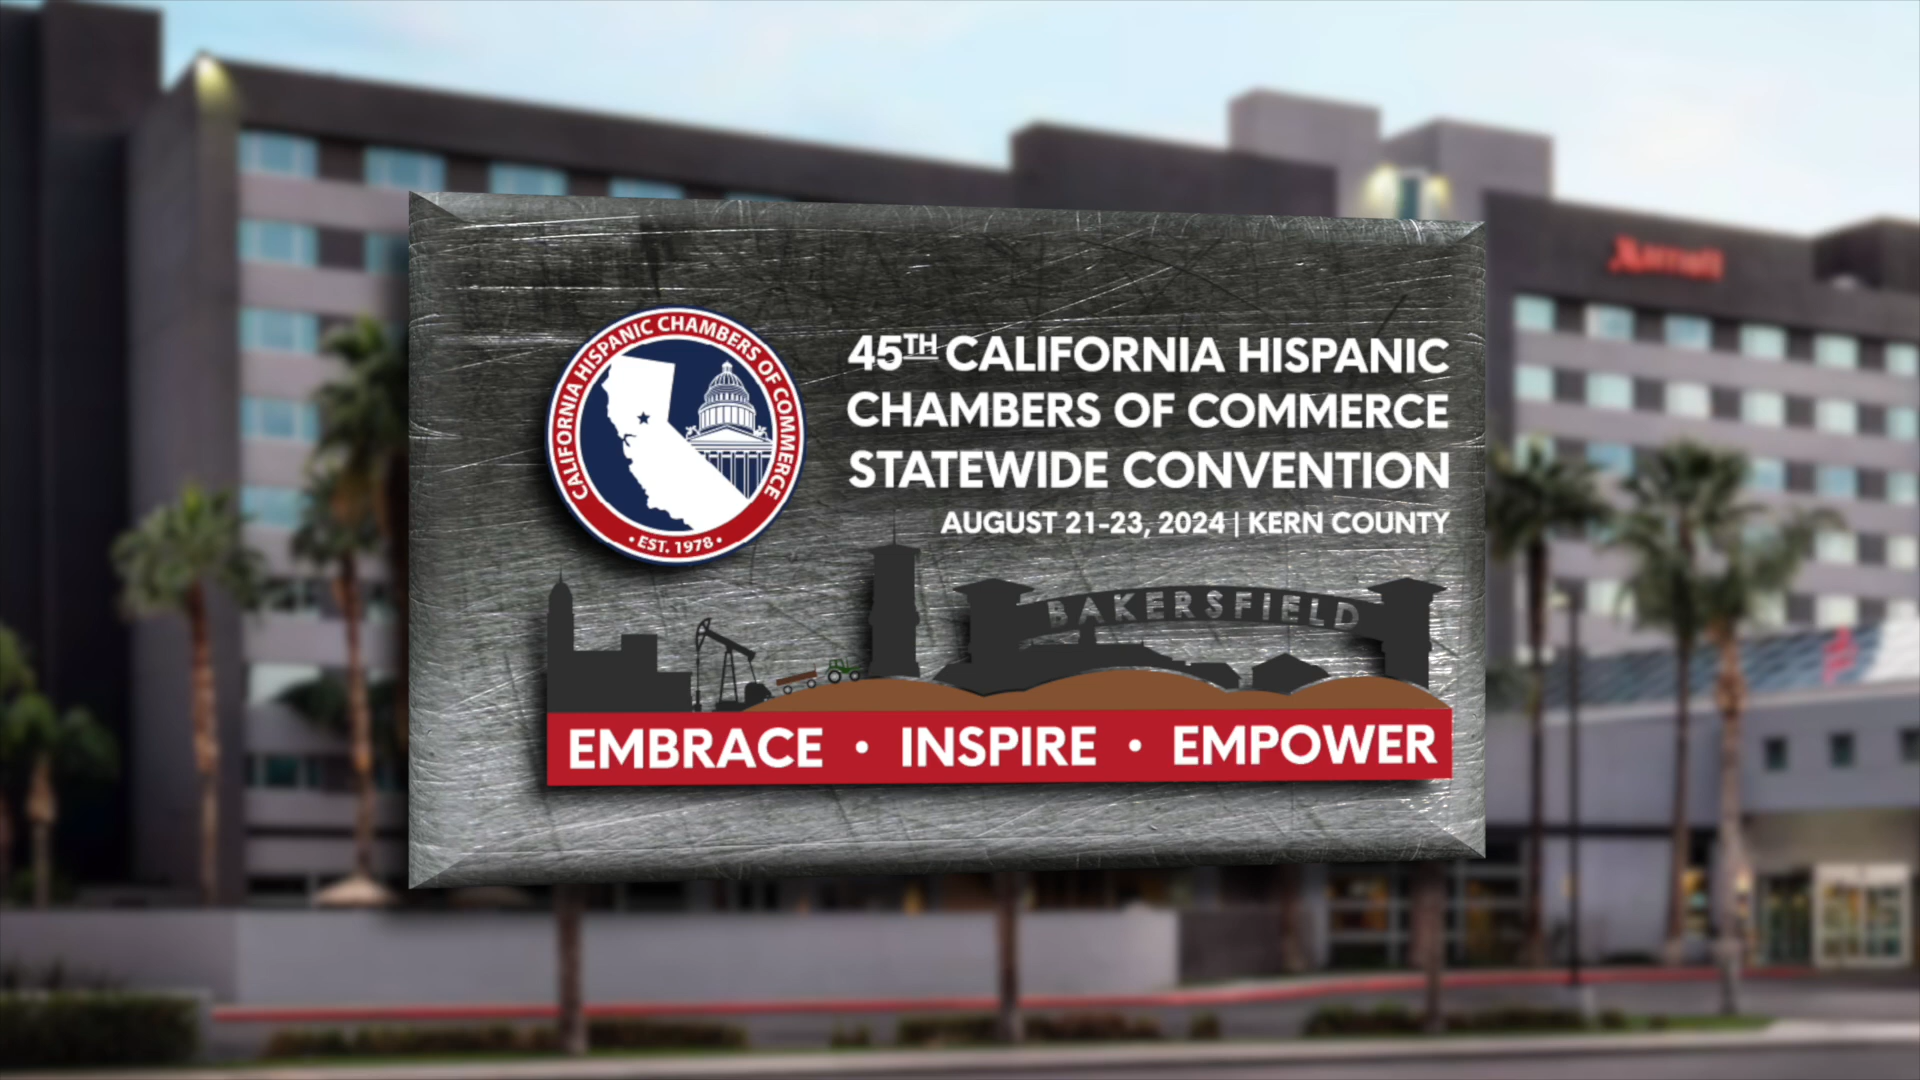 CALIFORNIA HISPANIC CHAMBERS OF COMMERCE
• EST. 1978 •
45TH CALIFORNIA HISPANIC
CHAMBERS OF COMMERCE
STATEWIDE CONVENTION
AUGUST 21-23, 2024 | KERN COUNTY
BAKERSFIELD
EMBRACE • INSPIRE • EMPOWER
Marriott